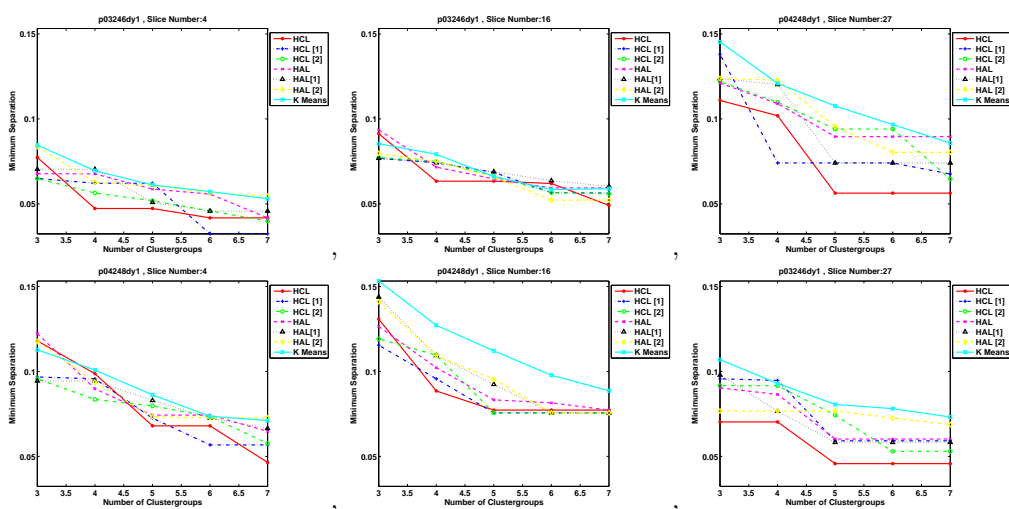 p03246dy1 , Slice Number:4
0.15
0.1
0.05
Minimum Separation
3 3.5 4 4.5 5 5.5 6 6.5 7
Number of Clustergroups
HCL
HCL [1]
HCL [2]
HAL
HAL[1]
HAL [2]
K Means
,
p03246dy1 , Slice Number:16
0.15
0.1
0.05
Minimum Separation
3 3.5 4 4.5 5 5.5 6 6.5 7
Number of Clustergroups
HCL
HCL [1]
HCL [2]
HAL
HAL[1]
HAL [2]
K Means
,
p04248dy1 , Slice Number:27
0.15
0.1
0.05
Minimum Separation
3 3.5 4 4.5 5 5.5 6 6.5 7
Number of Clustergroups
HCL
HCL [1]
HCL [2]
HAL
HAL[1]
HAL [2]
K Means
p04248dy1 , Slice Number:4
0.15
0.1
0.05
Minimum Separation
3 3.5 4 4.5 5 5.5 6 6.5 7
Number of Clustergroups
HCL
HCL [1]
HCL [2]
HAL
HAL[1]
HAL [2]
K Means
,
p04248dy1 , Slice Number:16
0.15
0.1
0.05
Minimum Separation
3 3.5 4 4.5 5 5.5 6 6.5 7
Number of Clustergroups
HCL
HCL [1]
HCL [2]
HAL
HAL[1]
HAL [2]
K Means
,
p03246dy1 , Slice Number:27
0.15
0.1
0.05
Minimum Separation
3 3.5 4 4.5 5 5.5 6 6.5 7
Number of Clustergroups
HCL
HCL [1]
HCL [2]
HAL
HAL[1]
HAL [2]
K Means